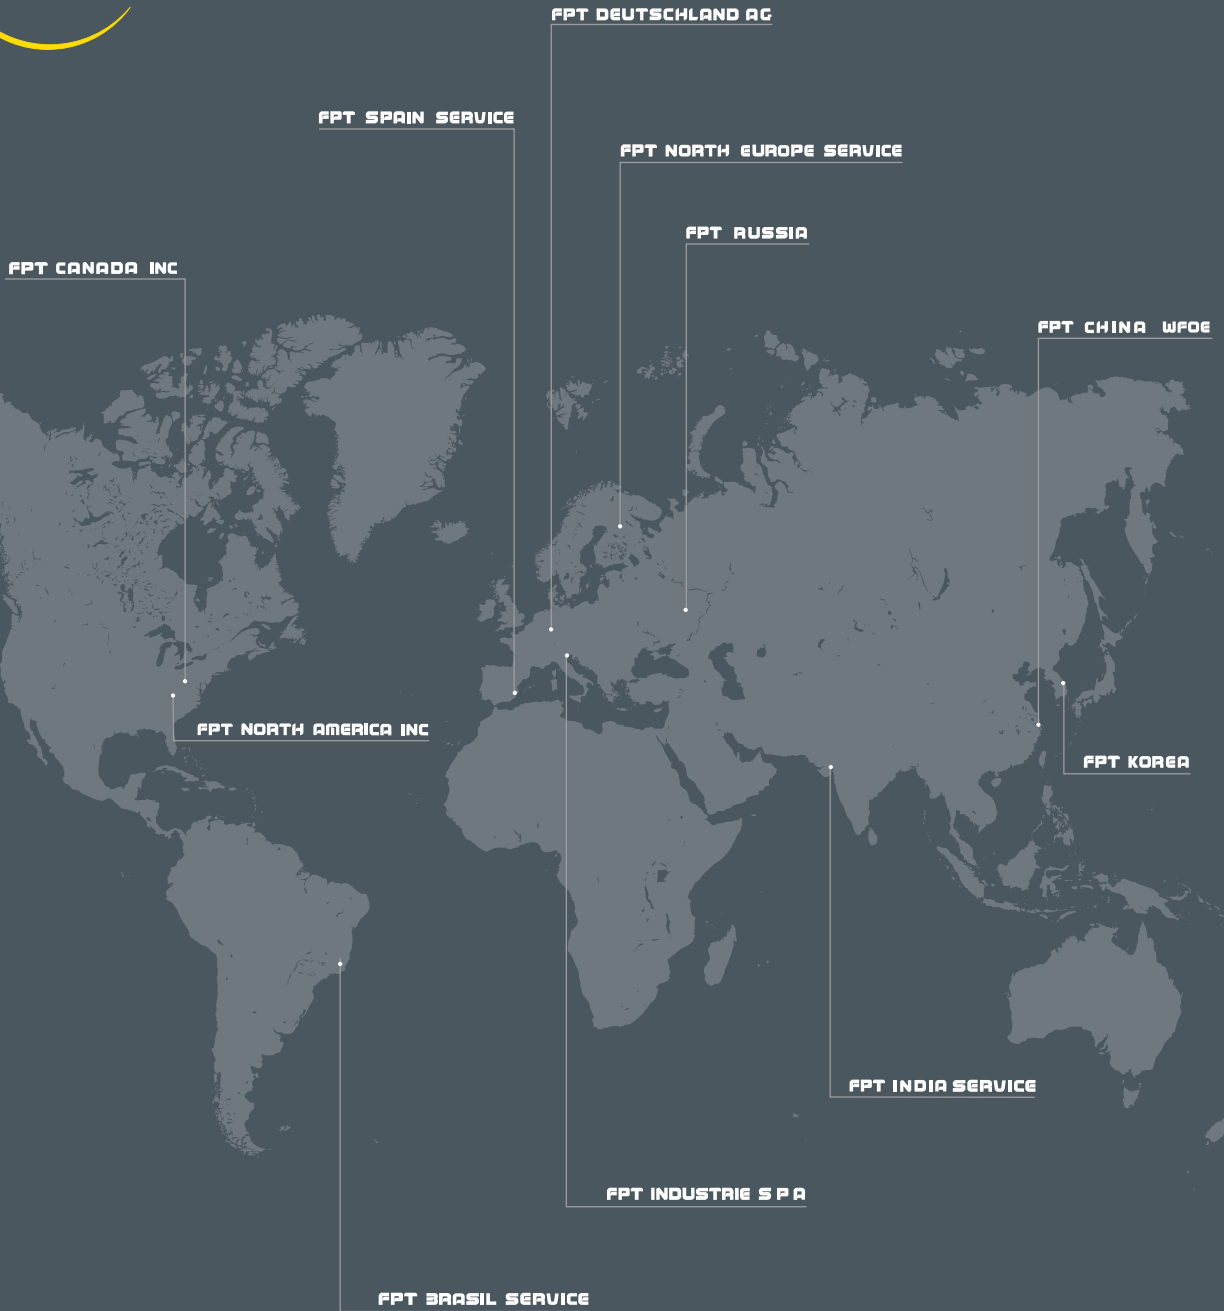 FPT DEUTSCHLAND AG
FPT SPAIN SERVICE
FPT NORTH EUROPE SERVICE
FPT RUSSIA
FPT CANADA INC
FPT CHINA WFOE
FPT NORTH AMERICA INC
FPT KOREA
FPT INDIA SERVICE
FPT INDUSTRIE S P A
FPT BRASIL SERVICE